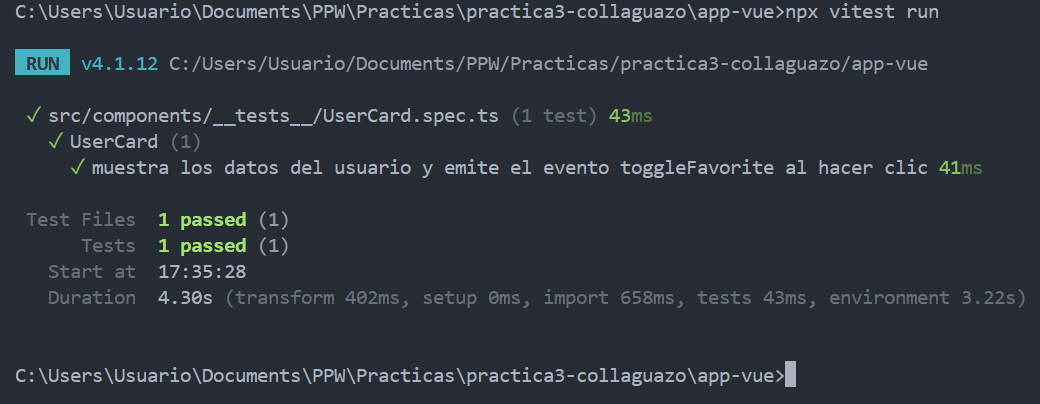 C:\Users\Usuario\Documents\PPW\Practicas\practica3-collaguazo\app-vue>npx vitest run
RUN v4.1.12 C:/Users/Usuario/Documents/PPW/Practicas/practica3-collaguazo/app-vue
✓ src/components/__tests__/UserCard.spec.ts (1 test) 43ms
✓ UserCard (1)
✓ muestra los datos del usuario y emite el evento toggleFavorite al hacer clic 41ms
Test Files 1 passed (1)
Tests 1 passed (1)
Start at 17:35:28
Duration 4.30s (transform 402ms, setup 0ms, import 658ms, tests 43ms, environment 3.22s)
C:\Users\Usuario\Documents\PPW\Practicas\practica3-collaguazo\app-vue>